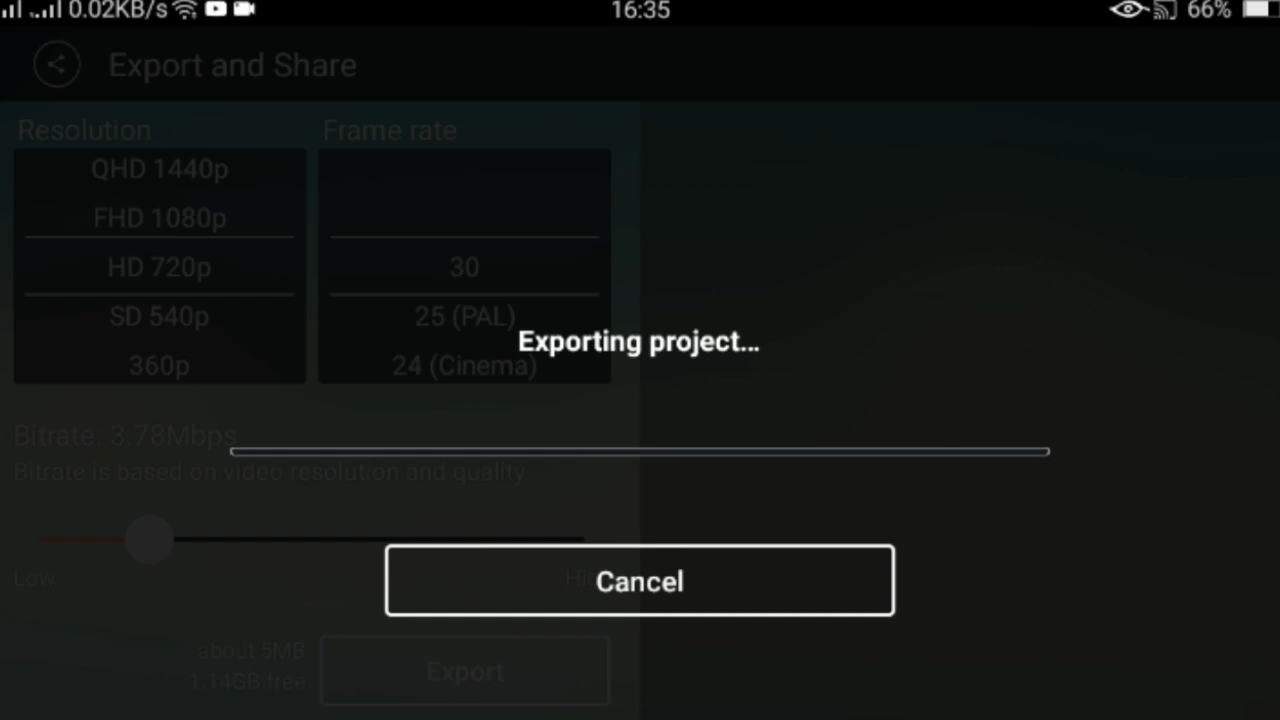 0.02KB/s 16:35 66%
Export and Share
Resolution
QHD 1440p
FHD 1080p
HD 720p
SD 540p
360p
Frame rate
30
25 (PAL)
24 (Cinema)
Exporting project...
Bitrate: 3.78Mbps
Bitrate is based on video resolution and quality
Low
Cancel
about 5MB
1.14GB free
Export